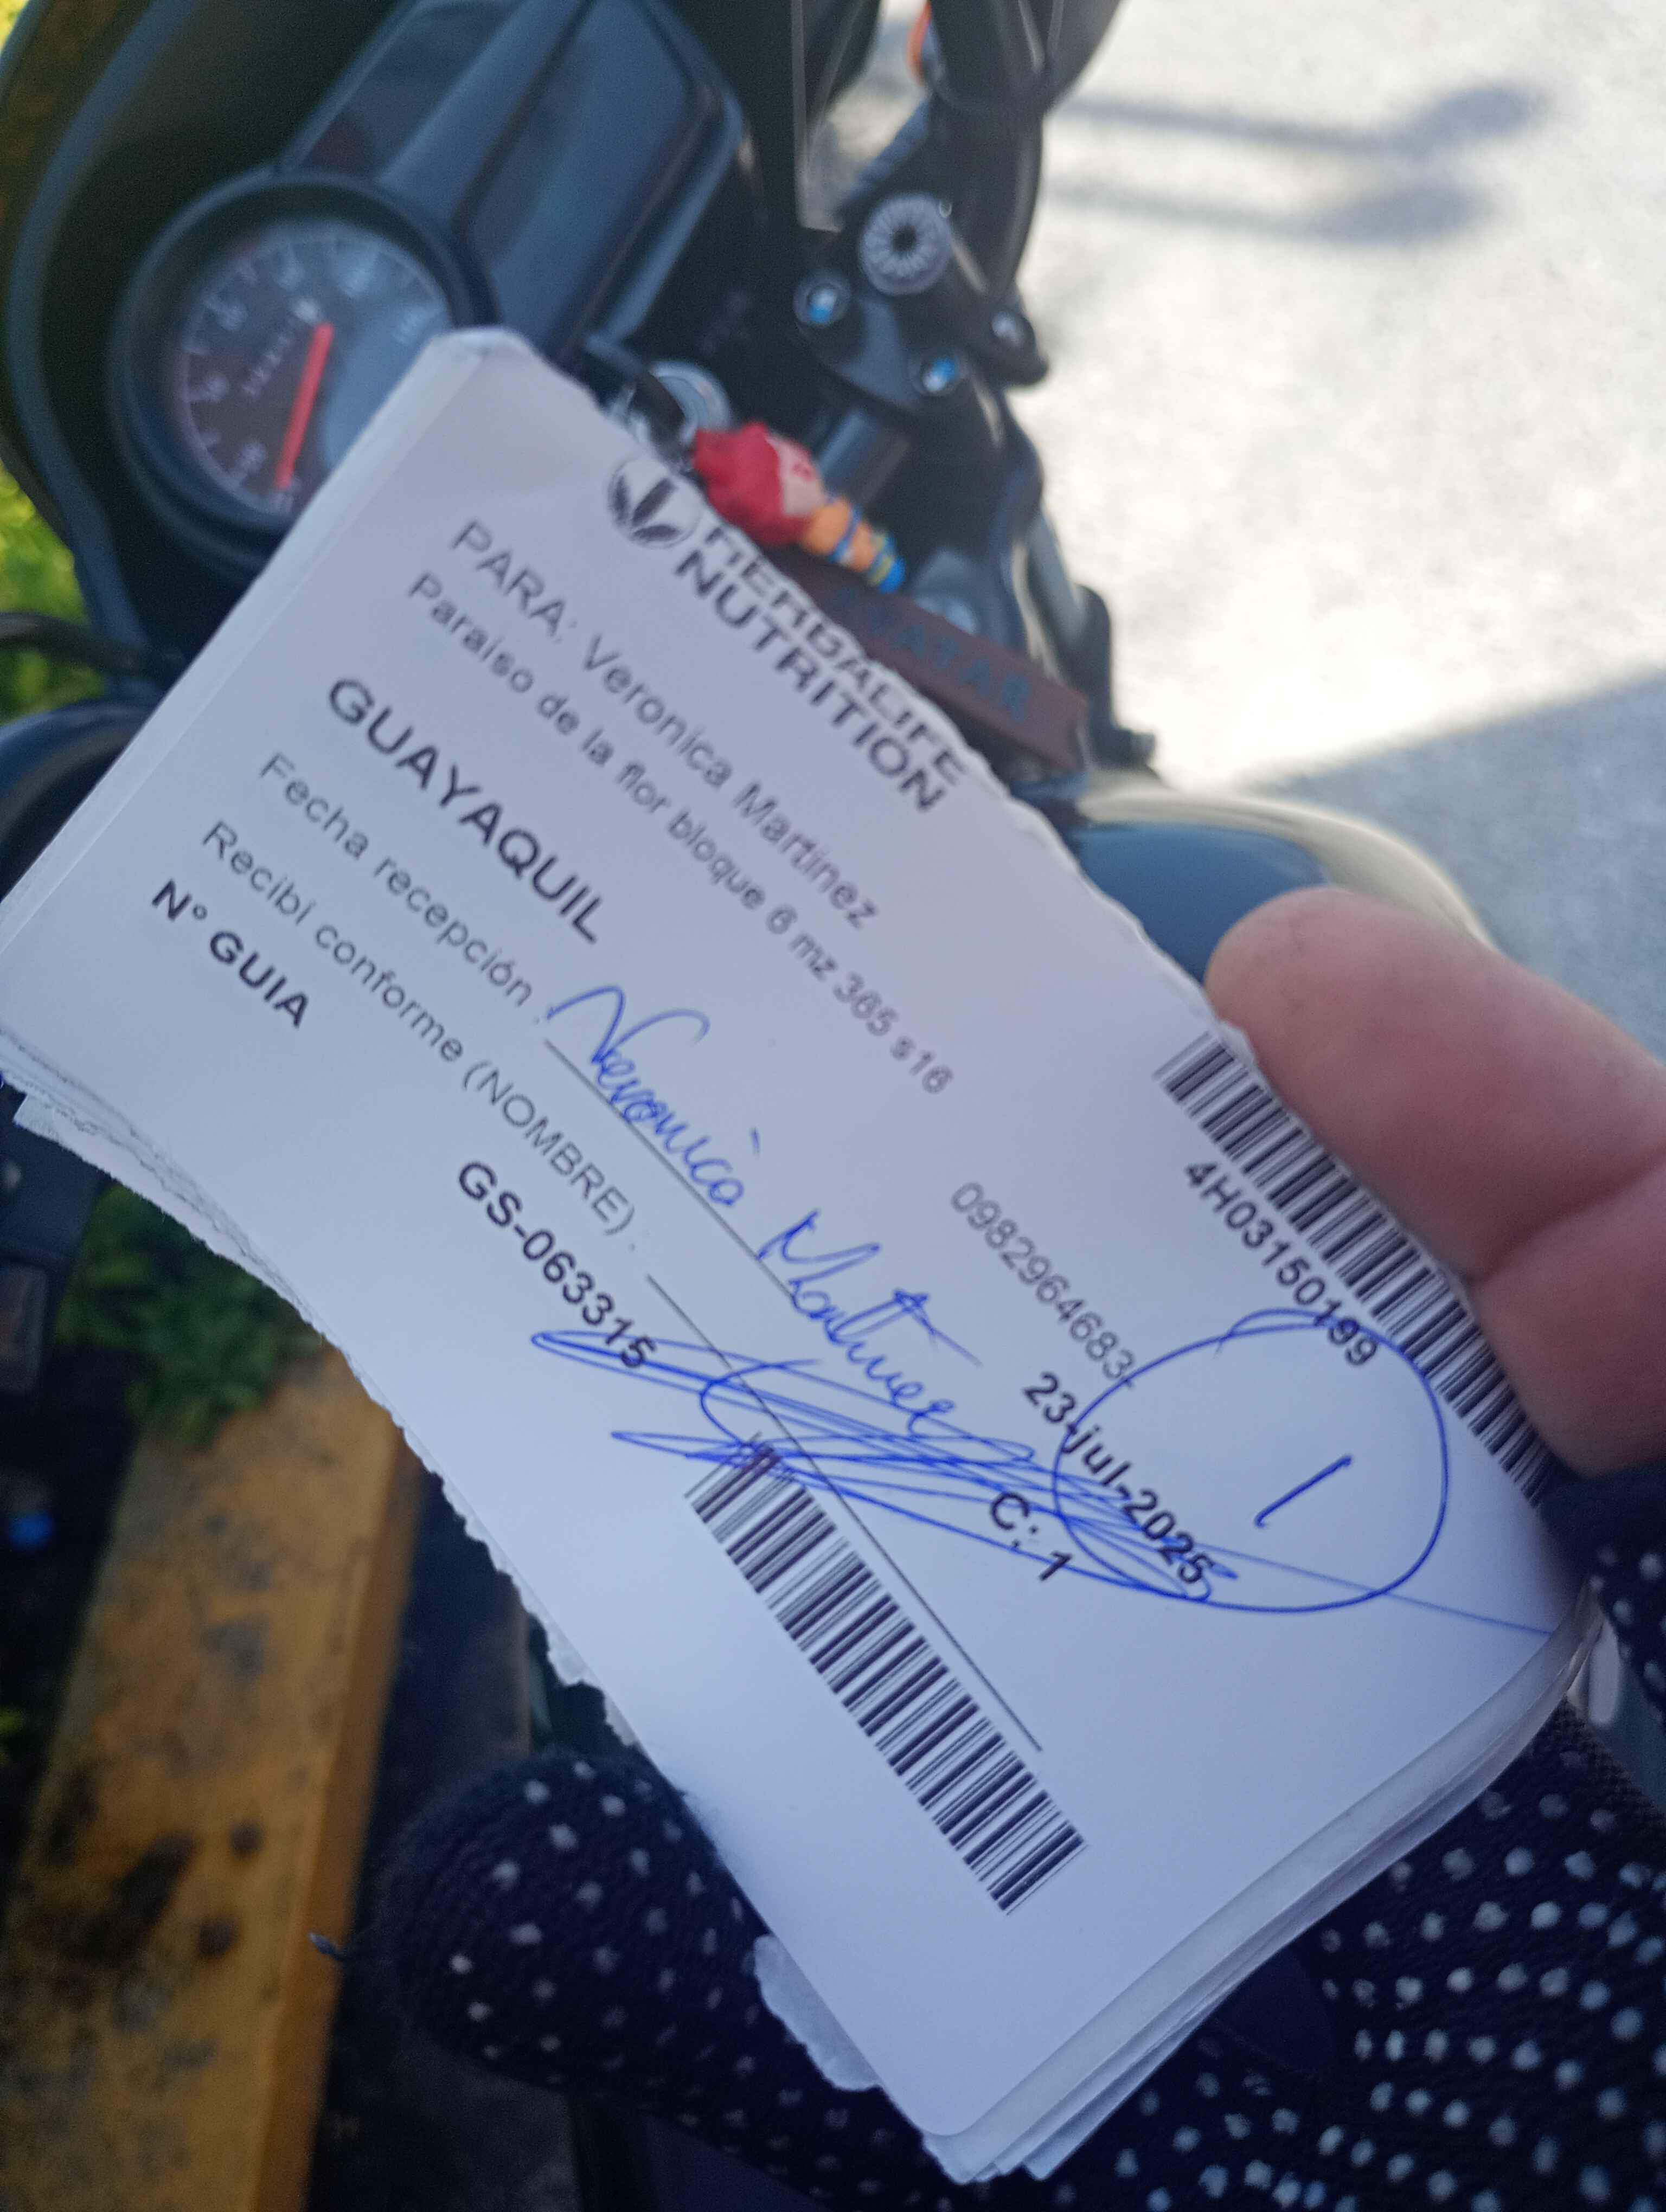 HERBALIFE
NUTRITION
4H03150199
PARA: Veronica Martinez
Paraiso de la flor bloque 6 mz 365 s16
0982964683
1
GUAYAQUIL
23-jul-2025
Fecha recepción :
Veronica Martinez
C: 1
Recibí conforme (NOMBRE) :
Nº GUIA
GS-063315